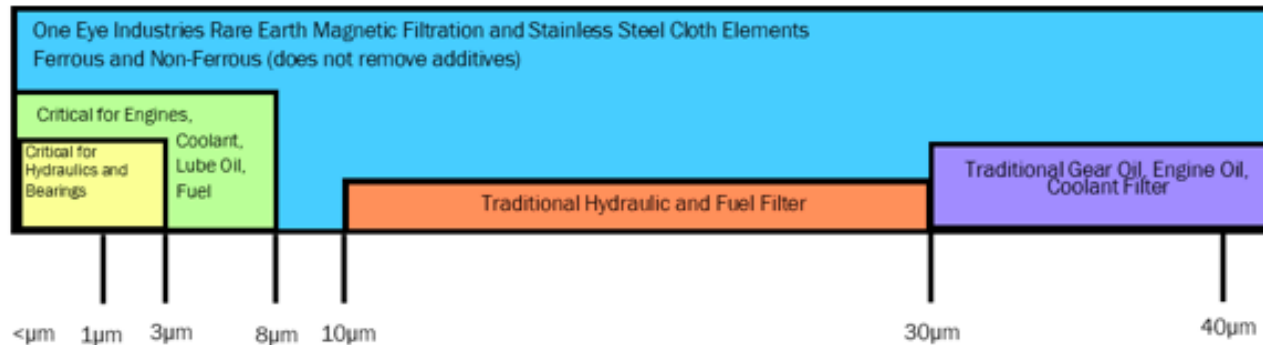 One Eye Industries Rare Earth Magnetic Filtration and Stainless Steel Cloth Elements
Ferrous and Non-Ferrous (does not remove additives)
Critical for Engines,
Coolant,
Lube Oil,
Fuel
Critical for
Hydraulics and
Bearings
Traditional Hydraulic and Fuel Filter
Traditional Gear Oil, Engine Oil,
Coolant Filter
<µm 1µm 3µm 8µm 10µm 30µm 40µm